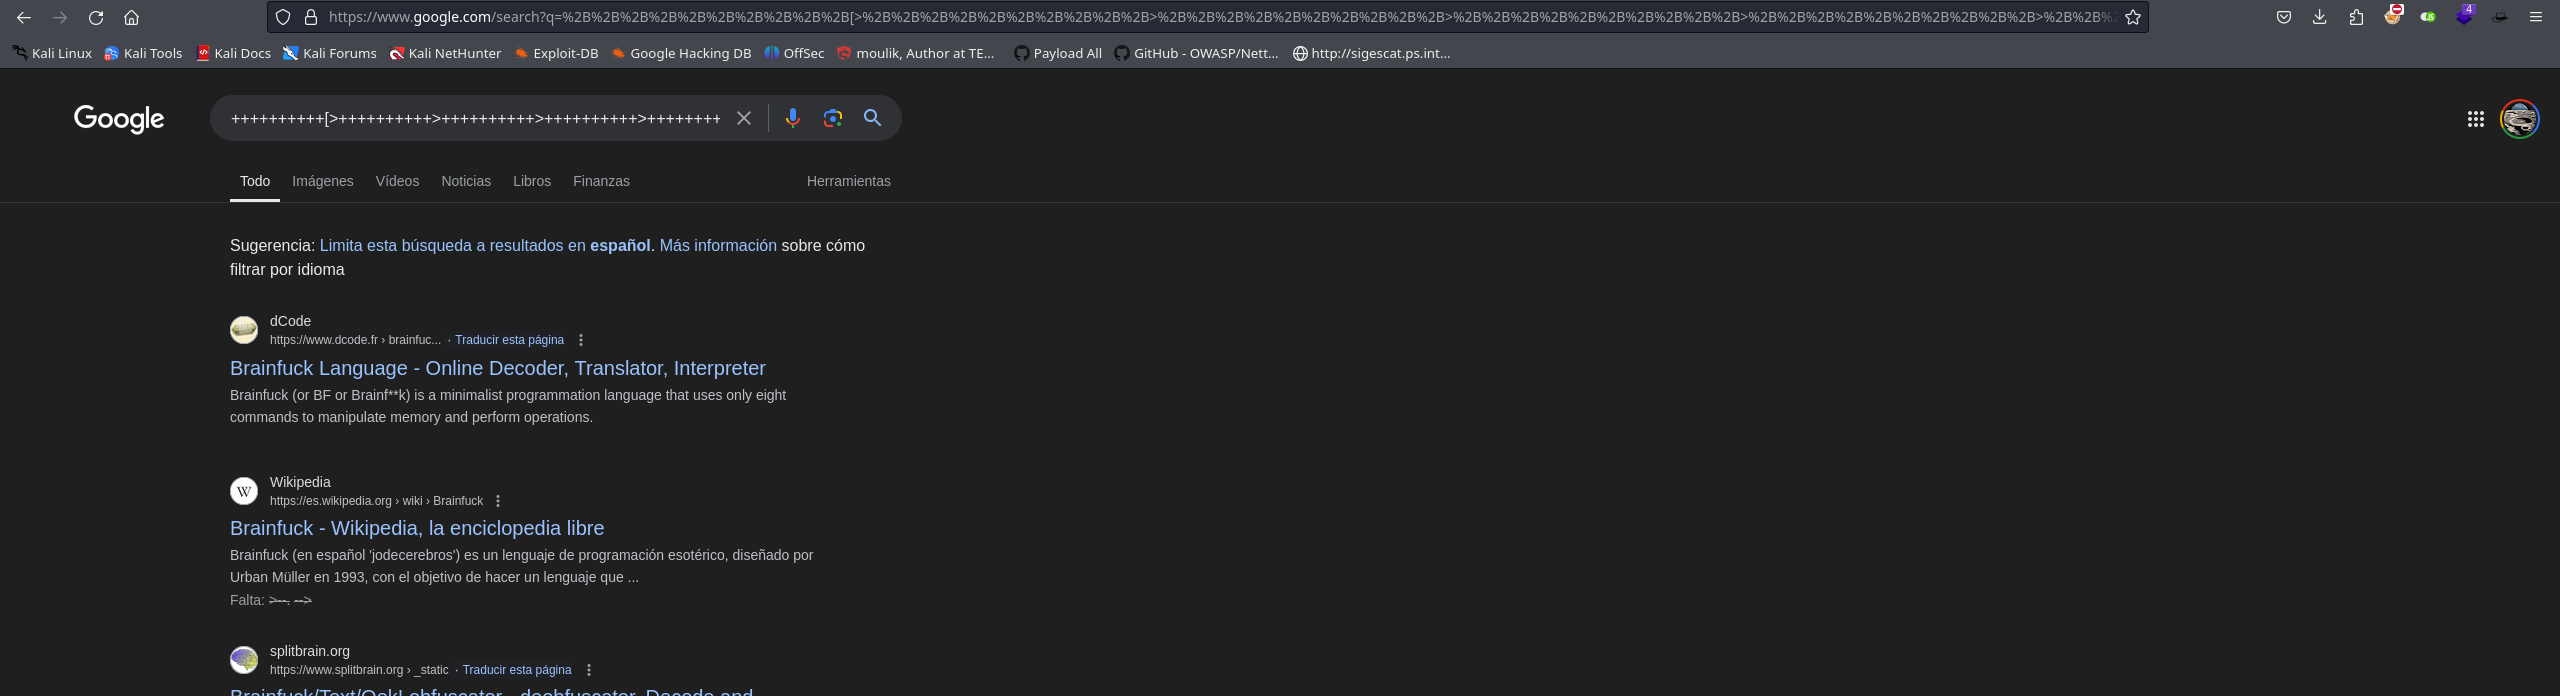 https://www.google.com/search?q=%2B%2B%2B%2B%2B%2B%2B%2B%2B%2B[>%2B%2B%2B%2B%2B%2B%2B%2B%2B%2B>%2B%2B%2B%2B%2B%2B%2B%2B%2B%2B>%2B%2B%2B%2B%2B%2B%2B%2B%2B%2B>%2B%2B%2B%2B%2B%2B%2B%2B%2B%2B>%2B%2B%
4
Kali Linux Kali Tools Kali Docs Kali Forums Kali NetHunter Exploit-DB Google Hacking DB OffSec moulik, Author at TE... Payload All GitHub - OWASP/Nett... http://sigescat.ps.int...
Google
++++++++++[>++++++++++>++++++++++>++++++++++>++++++++
Todo Imágenes Vídeos Noticias Libros Finanzas Herramientas
Sugerencia: Limita esta búsqueda a resultados en español. Más información sobre cómo
filtrar por idioma
dCode
https://www.dcode.fr › brainfuc... · Traducir esta página
Brainfuck Language - Online Decoder, Translator, Interpreter
Brainfuck (or BF or Brainf**k) is a minimalist programmation language that uses only eight
commands to manipulate memory and perform operations.
W
Wikipedia
https://es.wikipedia.org › wiki › Brainfuck
Brainfuck - Wikipedia, la enciclopedia libre
Brainfuck (en español 'jodecerebros') es un lenguaje de programación esotérico, diseñado por
Urban Müller en 1993, con el objetivo de hacer un lenguaje que ...
Falta: >--. -->
splitbrain.org
https://www.splitbrain.org › _static · Traducir esta página
Brainfuck/Text/Ook! obfuscator - deobfuscator. Decode and